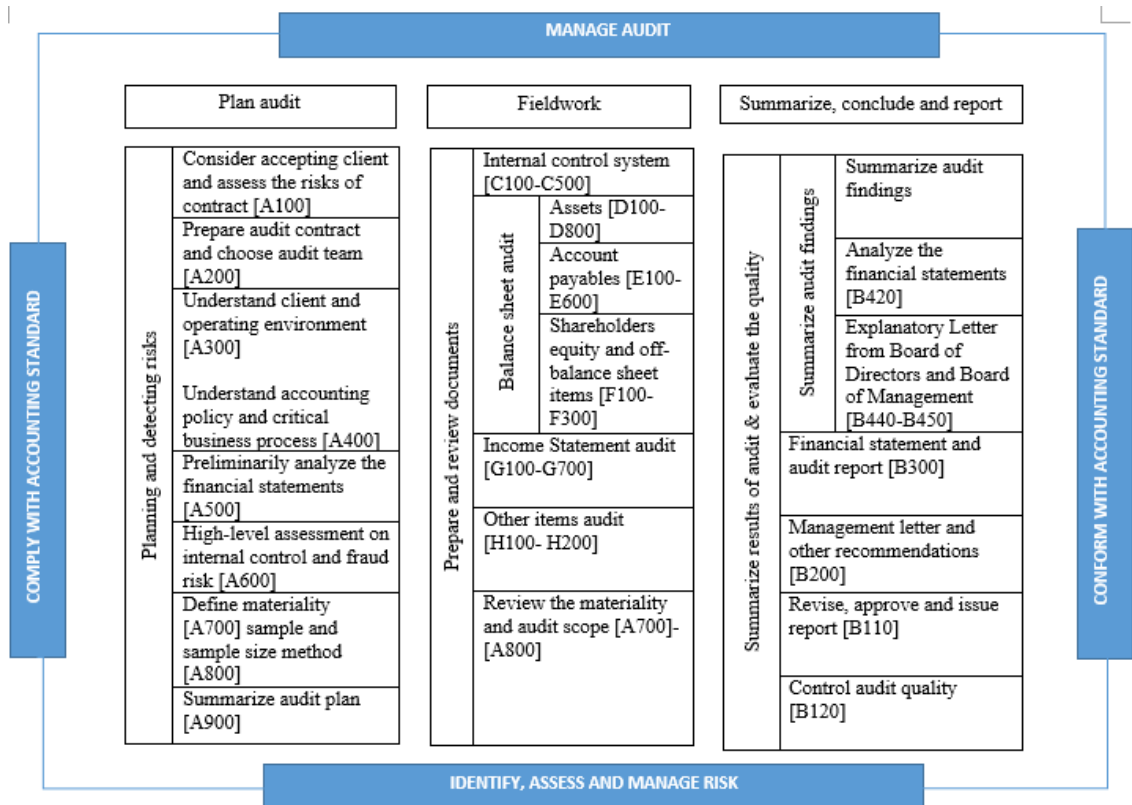 MANAGE AUDIT
Plan audit
Fieldwork
Summarize, conclude and report
COMPLY WITH ACCOUNTING STANDARD
Planning and detecting risks
Consider accepting client
and assess the risks of
contract [A100]
Prepare audit contract
and choose audit team
[A200]
Understand client and
operating environment
[A300]
Understand accounting
policy and critical
business process [A400]
Preliminarily analyze the
financial statements
[A500]
High-level assessment on
internal control and fraud
risk [A600]
Define materiality
[A700] sample and
sample size method
[A800]
Summarize audit plan
[A900]
Prepare and review documents
Internal control system
[C100-C500]
Balance sheet audit
Assets [D100-
D800]
Account
payables [E100-
E600]
Shareholders
equity and off-
balance sheet
items [F100-
F300]
Income Statement audit
[G100-G700]
Other items audit
[H100- H200]
Review the materiality
and audit scope [A700]-
[A800]
Summarize results of audit & evaluate the quality
Summarize audit findings
Summarize audit
findings
Analyze the
financial statements
[B420]
Explanatory Letter
from Board of
Directors and Board
of Management
[B440-B450]
Financial statement and
audit report [B300]
Management letter and
other recommendations
[B200]
Revise, approve and issue
report [B110]
Control audit quality
[B120]
CONFORM WITH ACCOUNTING STANDARD
IDENTIFY, ASSESS AND MANAGE RISK